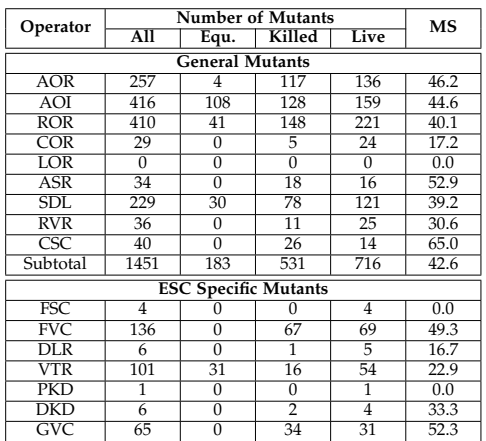 Operator Number of Mutants MS
All Equ. Killed Live
General Mutants
AOR 257 4 117 136 46.2
AOI 416 108 128 159 44.6
ROR 410 41 148 221 40.1
COR 29 0 5 24 17.2
LOR 0 0 0 0 0.0
ASR 34 0 18 16 52.9
SDL 229 30 78 121 39.2
RVR 36 0 11 25 30.6
CSC 40 0 26 14 65.0
Subtotal 1451 183 531 716 42.6
ESC Specific Mutants
FSC 4 0 0 4 0.0
FVC 136 0 67 69 49.3
DLR 6 0 1 5 16.7
VTR 101 31 16 54 22.9
PKD 1 0 0 1 0.0
DKD 6 0 2 4 33.3
GVC 65 0 34 31 52.3